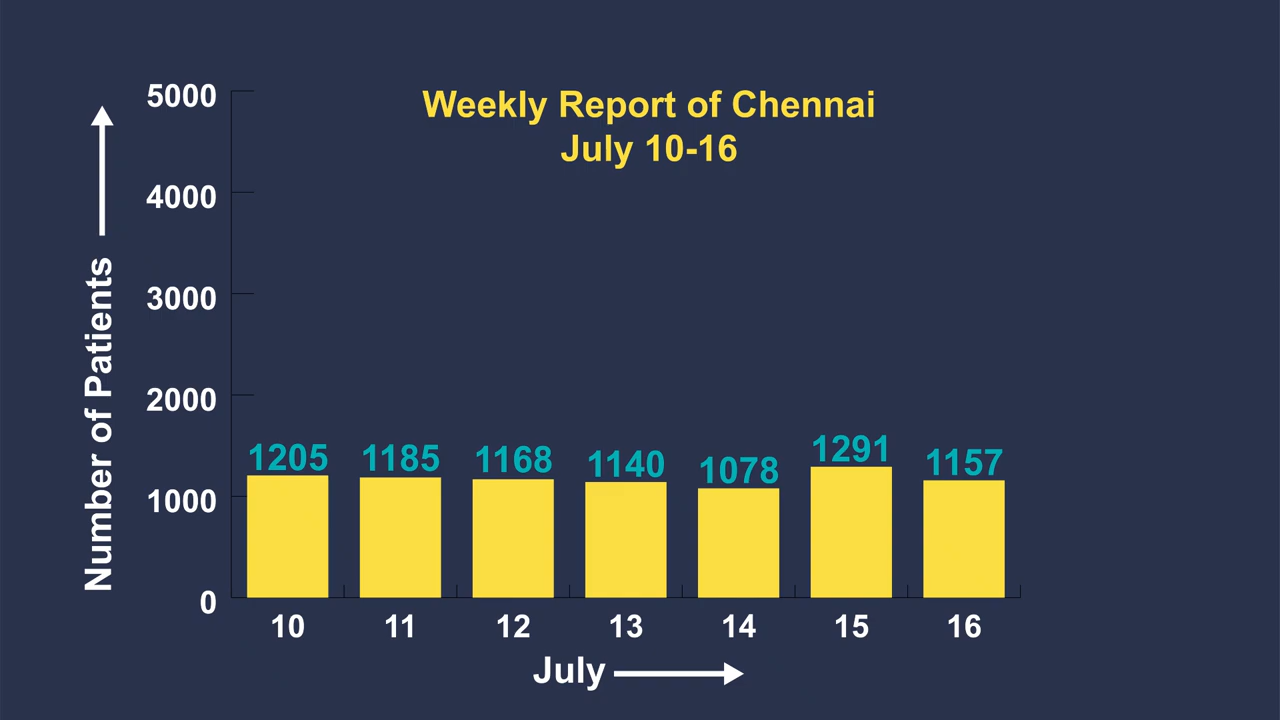 Weekly Report of Chennai
July 10-16
Number of Patients
5000
4000
3000
2000
1000
0
1205 1185 1168 1140 1078 1291 1157
10 11 12 13 14 15 16
July